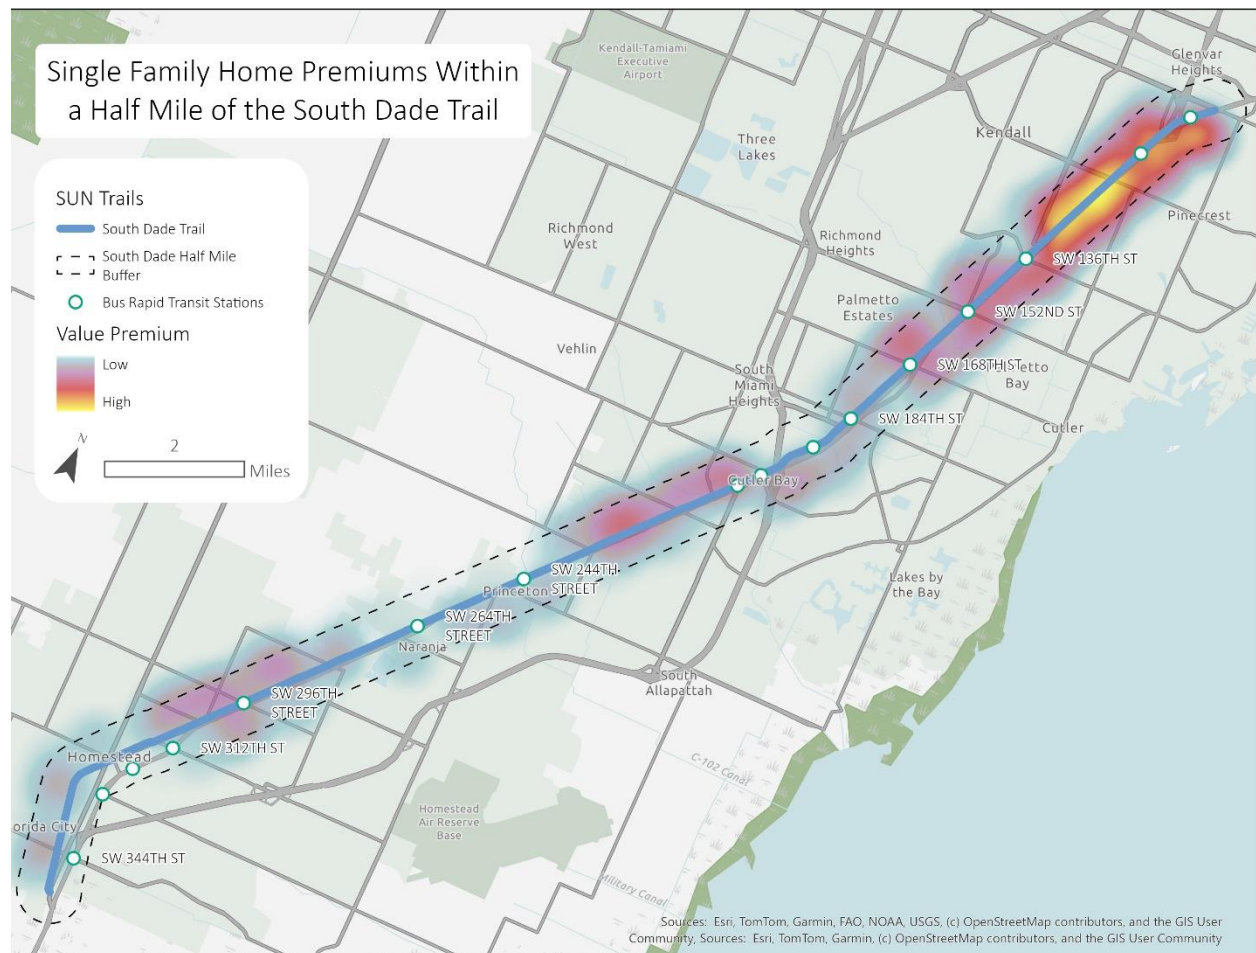 Single Family Home Premiums Within
a Half Mile of the South Dade Trail
SUN Trails
South Dade Trail
South Dade Half Mile
Buffer
Bus Rapid Transit Stations
Value Premium
Low
High
N
2
Miles
Kendall-Tamiami
Executive
Airport
Glenvar
Heights
Kendall
Three
Lakes
Pinecrest
Richmond
West
Richmond
Heights
SW 136TH ST
Palmetto
Estates
SW 152ND ST
Vehlin
South
Miami
Heights
SW 168TH ST
Bay
SW 184TH ST
Cutler
Cutler Bay
SW 244TH
STREET
Princeton
Lakes by
the Bay
SW 264TH
STREET
Naranja
South
Allapattah
SW 296TH
STREET
SW 312TH ST
Homestead
C-102 Canal
Homestead
Air Reserve
Base
orida City
SW 344TH ST
Military Canal
Sources: Esri, TomTom, Garmin, FAO, NOAA, USGS, (c) OpenStreetMap contributors, and the GIS User
Community, Sources: Esri, TomTom, Garmin, (c) OpenStreetMap contributors, and the GIS User Community